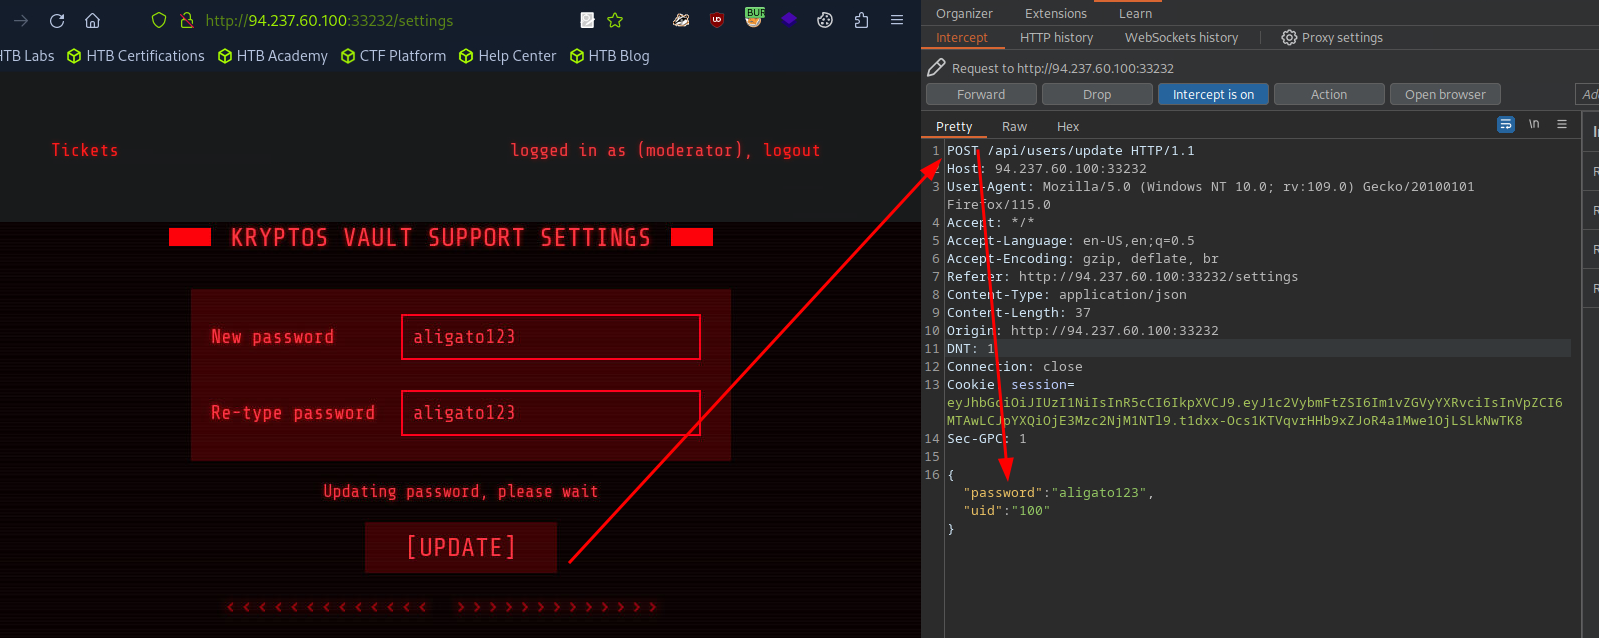 http://94.237.60.100:33232/settings
HTB Labs HTB Certifications HTB Academy CTF Platform Help Center HTB Blog
Tickets
logged in as (moderator), logout
KRYPTOS VAULT SUPPORT SETTINGS
New password aligato123
Re-type password aligato123
Updating password, please wait
[UPDATE]
<<<<<<<<<<<<< >>>>>>>>>>>>>
BUR
Organizer Extensions Learn
Intercept HTTP history WebSockets history Proxy settings
Request to http://94.237.60.100:33232
Forward Drop Intercept is on Action Open browser
Pretty Raw Hex \n
1 POST /api/users/update HTTP/1.1
2 Host: 94.237.60.100:33232
3 User-Agent: Mozilla/5.0 (Windows NT 10.0; rv:109.0) Gecko/20100101
Firefox/115.0
4 Accept: */*
5 Accept-Language: en-US,en;q=0.5
6 Accept-Encoding: gzip, deflate, br
7 Referer: http://94.237.60.100:33232/settings
8 Content-Type: application/json
9 Content-Length: 37
10 Origin: http://94.237.60.100:33232
11 DNT: 1
12 Connection: close
13 Cookie: session=
eyJhbGciOiJIUzI1NiIsInR5cCI6IkpXVCJ9.eyJ1c2VybmFtZSI6Im1vZGVyYXRvciIsInVpZCI6
MTAwLCJpYXQiOjE3Mzc2NjM1NTl9.t1dxx-Ocs1KTVqvrHHb9xZJoR4a1Mwe1OjLSLkNwTK8
14 Sec-GPC: 1
15
16 {
"password":"aligato123",
"uid":"100"
}